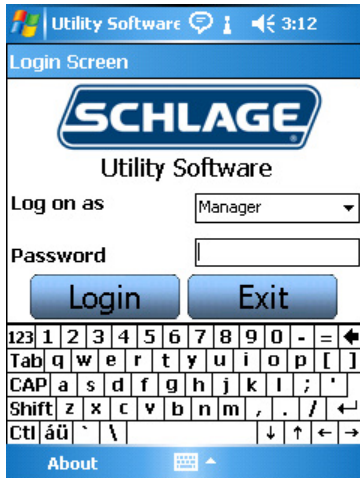 Utility Software 3:12
Login Screen
SCHLAGE
Utility Software
Log on as Manager
Password
Login Exit
123 1 2 3 4 5 6 7 8 9 0 - =
Tab q w e r t y u i o p [ ]
CAP a s d f g h j k l ; '
Shift z x c v b n m , . /
Ctl áü ` \ ↓ ↑ ← →
About